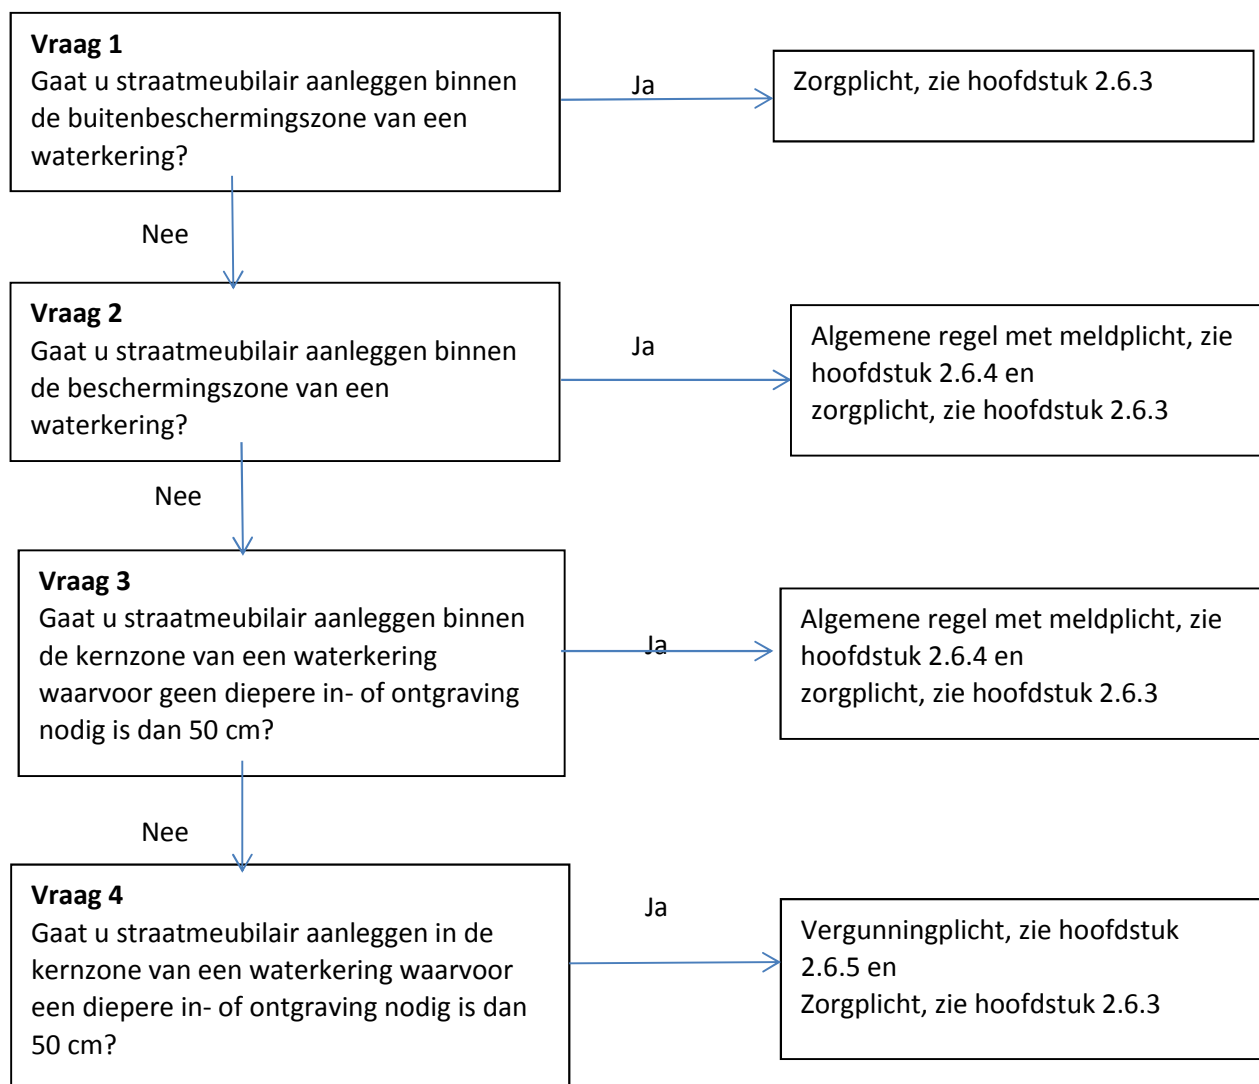 Vraag 1
Gaat u straatmeubilair aanleggen binnen
de buitenbeschermingszone van een
waterkering?
Ja
Zorgplicht, zie hoofdstuk 2.6.3
Nee
Vraag 2
Gaat u straatmeubilair aanleggen binnen
de beschermingszone van een
waterkering?
Ja
Algemene regel met meldplicht, zie
hoofdstuk 2.6.4 en
zorgplicht, zie hoofdstuk 2.6.3
Nee
Vraag 3
Gaat u straatmeubilair aanleggen binnen
de kernzone van een waterkering
waarvoor geen diepere in- of ontgraving
nodig is dan 50 cm?
Ja
Algemene regel met meldplicht, zie
hoofdstuk 2.6.4 en
zorgplicht, zie hoofdstuk 2.6.3
Nee
Vraag 4
Gaat u straatmeubilair aanleggen in de
kernzone van een waterkering waarvoor
een diepere in- of ontgraving nodig is dan
50 cm?
Ja
Vergunningplicht, zie hoofdstuk
2.6.5 en
Zorgplicht, zie hoofdstuk 2.6.3